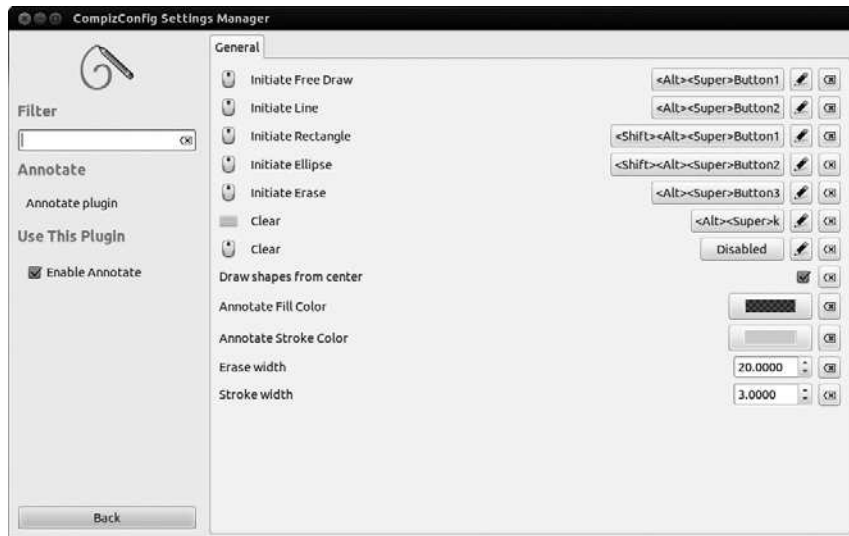 CompizConfig Settings Manager
General
Filter
Annotate
Annotate plugin
Use This Plugin
Enable Annotate
Back
Initiate Free Draw <Alt><Super>Button1
Initiate Line <Alt><Super>Button2
Initiate Rectangle <Shift><Alt><Super>Button1
Initiate Ellipse <Shift><Alt><Super>Button2
Initiate Erase <Alt><Super>Button3
Clear <Alt><Super>k
Clear Disabled
Draw shapes from center
Annotate Fill Color
Annotate Stroke Color
Erase width 20.0000
Stroke width 3.0000